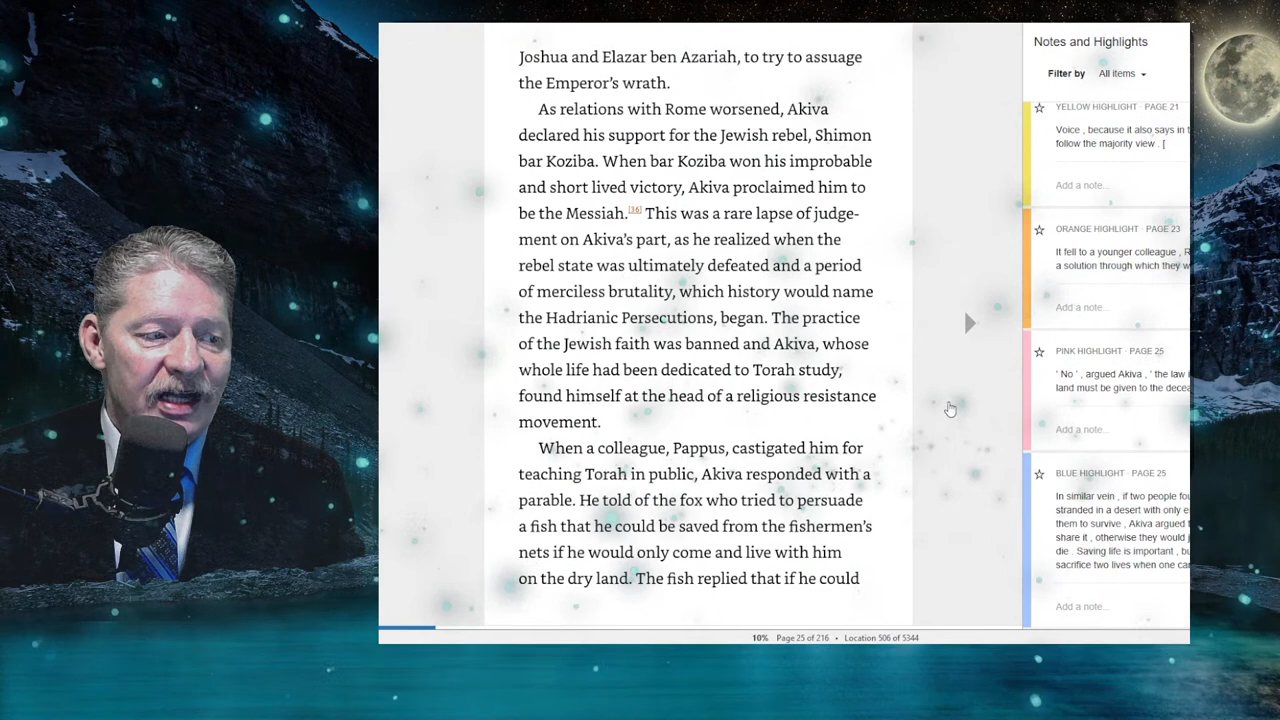 Joshua and Elazar ben Azariah, to try to assuage
the Emperor's wrath.
As relations with Rome worsened, Akiva
declared his support for the Jewish rebel, Shimon
bar Koziba. When bar Koziba won his improbable
and short lived victory, Akiva proclaimed him to
be the Messiah.[36] This was a rare lapse of judge-
ment on Akiva's part, as he realized when the
rebel state was ultimately defeated and a period
of merciless brutality, which history would name
the Hadrianic Persecutions, began. The practice
of the Jewish faith was banned and Akiva, whose
whole life had been dedicated to Torah study,
found himself at the head of a religious resistance
movement.
When a colleague, Pappus, castigated him for
teaching Torah in public, Akiva responded with a
parable. He told of the fox who tried to persuade
a fish that he could be saved from the fishermen's
nets if he would only come and live with him
on the dry land. The fish replied that if he could
10% Page 25 of 216 • Location 506 of 5344
Notes and Highlights
Filter by All items
YELLOW HIGHLIGHT · PAGE 21
Voice , because it also says in
follow the majority view . [
Add a note...
ORANGE HIGHLIGHT · PAGE 23
It fell to a younger colleague , R
a solution through which they w
Add a note...
PINK HIGHLIGHT · PAGE 25
' No ' , argued Akiva , ' the law i
land must be given to the decea
Add a note...
BLUE HIGHLIGHT · PAGE 25
In similar vein , if two people fou
stranded in a desert with only e
them to survive , Akiva argued
share it , otherwise they would j
die . Saving life is important , bu
sacrifice two lives when one ca
Add a note...